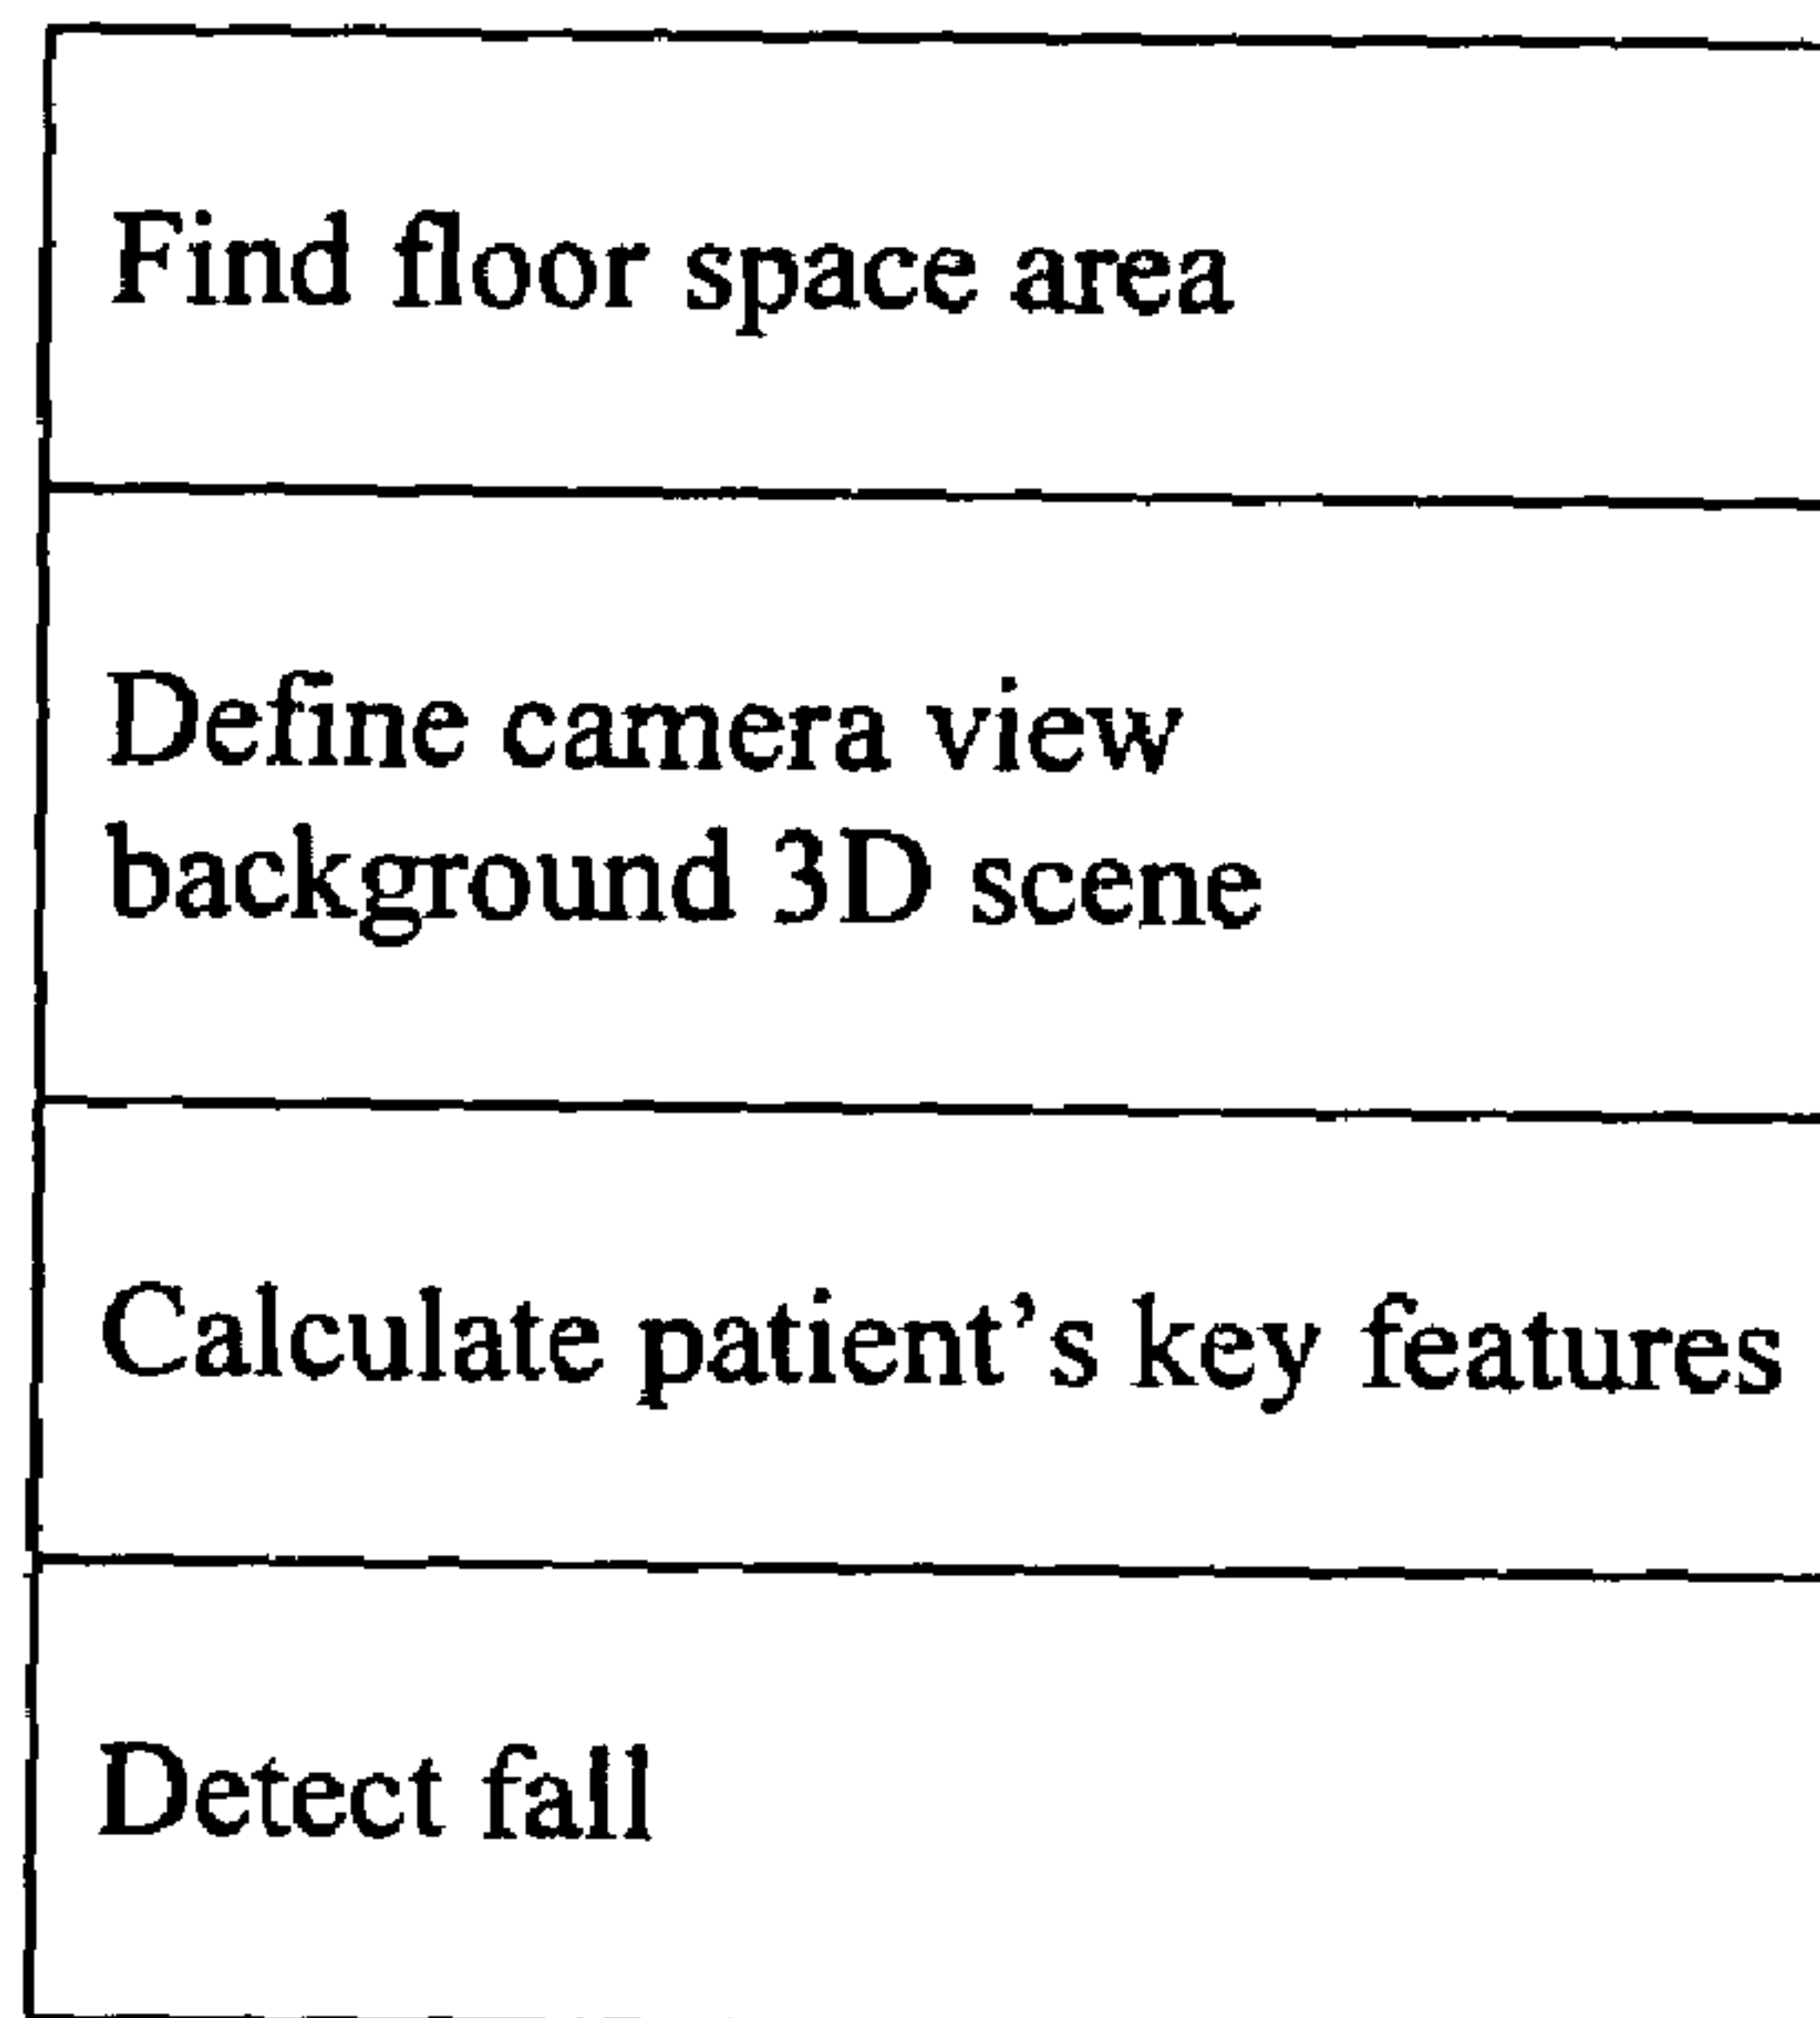 Find floor space area
Define camera view
background 3D scene
Calculate patient's key features
Detect fall